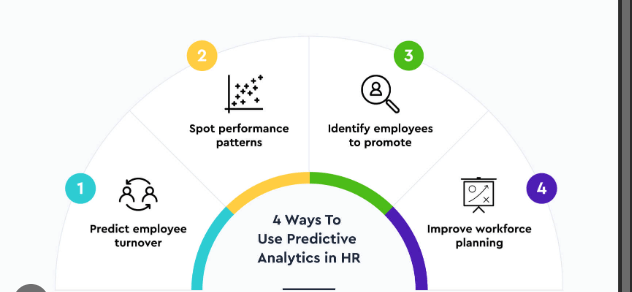 1
Predict employee
turnover
2
Spot performance
patterns
3
Identify employees
to promote
4
Improve workforce
planning
4 Ways To
Use Predictive
Analytics in HR